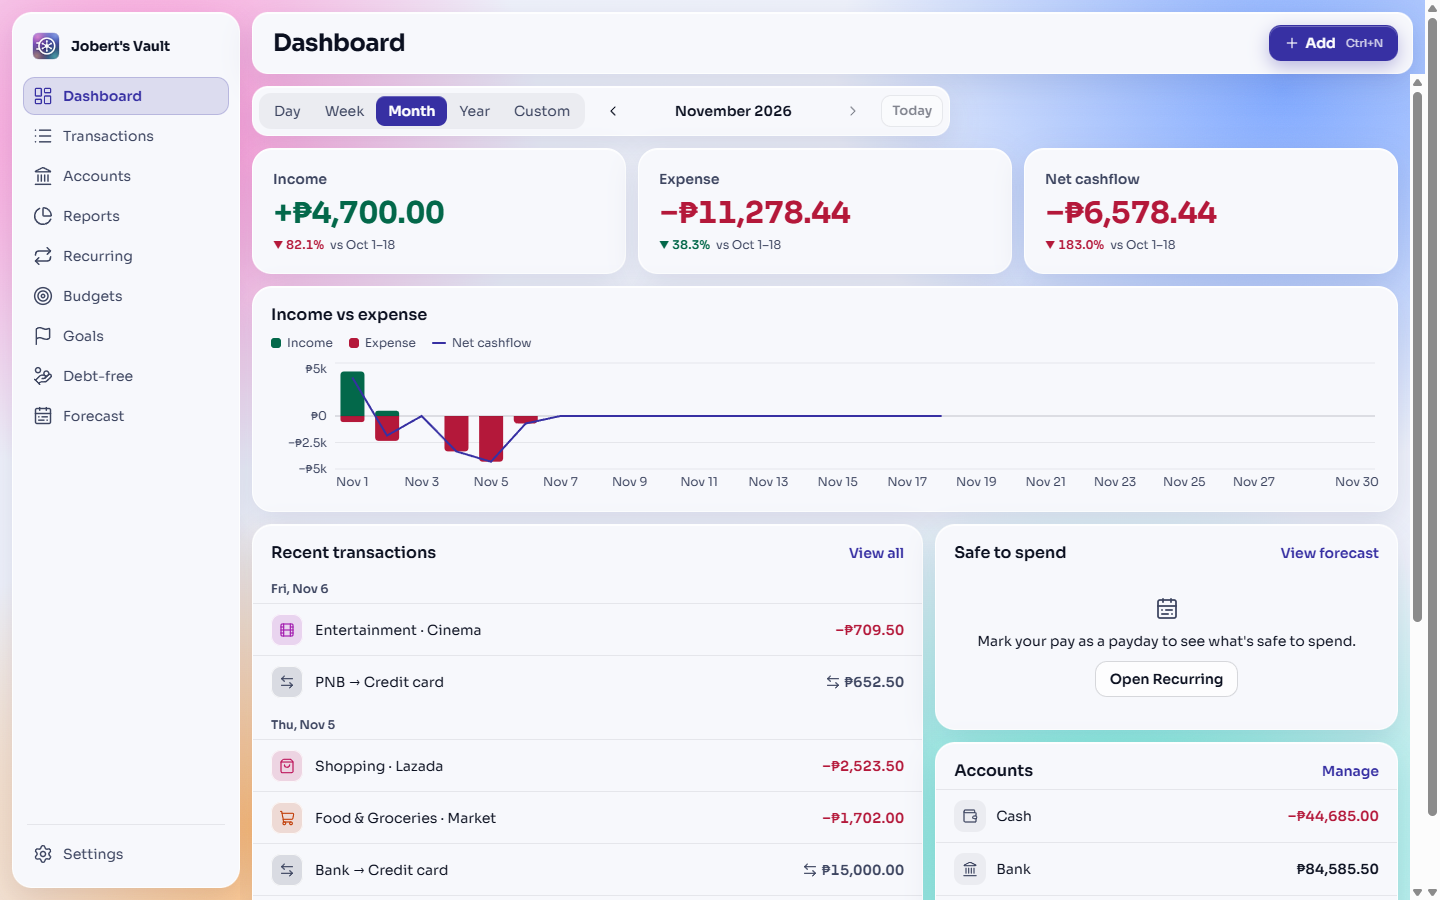 Jobert's Vault
Dashboard
Transactions
Accounts
Reports
Recurring
Budgets
Goals
Debt-free
Forecast
Settings
Dashboard
+ Add Ctrl+N
Day Week Month Year Custom
November 2026
Today
Income
+₱4,700.00
▼ 82.1% vs Oct 1–18
Expense
−₱11,278.44
▼ 38.3% vs Oct 1–18
Net cashflow
−₱6,578.44
▼ 183.0% vs Oct 1–18
Income vs expense
Income Expense Net cashflow
₱5k
₱0
−₱2.5k
−₱5k
Nov 1 Nov 3 Nov 5 Nov 7 Nov 9 Nov 11 Nov 13 Nov 15 Nov 17 Nov 19 Nov 21 Nov 23 Nov 25 Nov 27 Nov 30
Recent transactions View all
Fri, Nov 6
Entertainment · Cinema −₱709.50
PNB → Credit card ₱652.50
Thu, Nov 5
Shopping · Lazada −₱2,523.50
Food & Groceries · Market −₱1,702.00
Bank → Credit card ₱15,000.00
Safe to spend View forecast
Mark your pay as a payday to see what's safe to spend.
Open Recurring
Accounts Manage
Cash −₱44,685.00
Bank ₱84,585.50